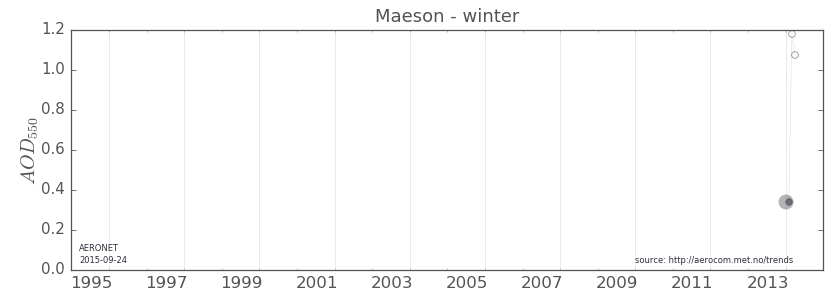 Maeson - winter
1.2
1.0
0.8
0.6
0.4
0.2
0.0
AOD550
AERONET
2015-09-24
source: http://aerocom.met.no/trends
1995 1997 1999 2001 2003 2005 2007 2009 2011 2013